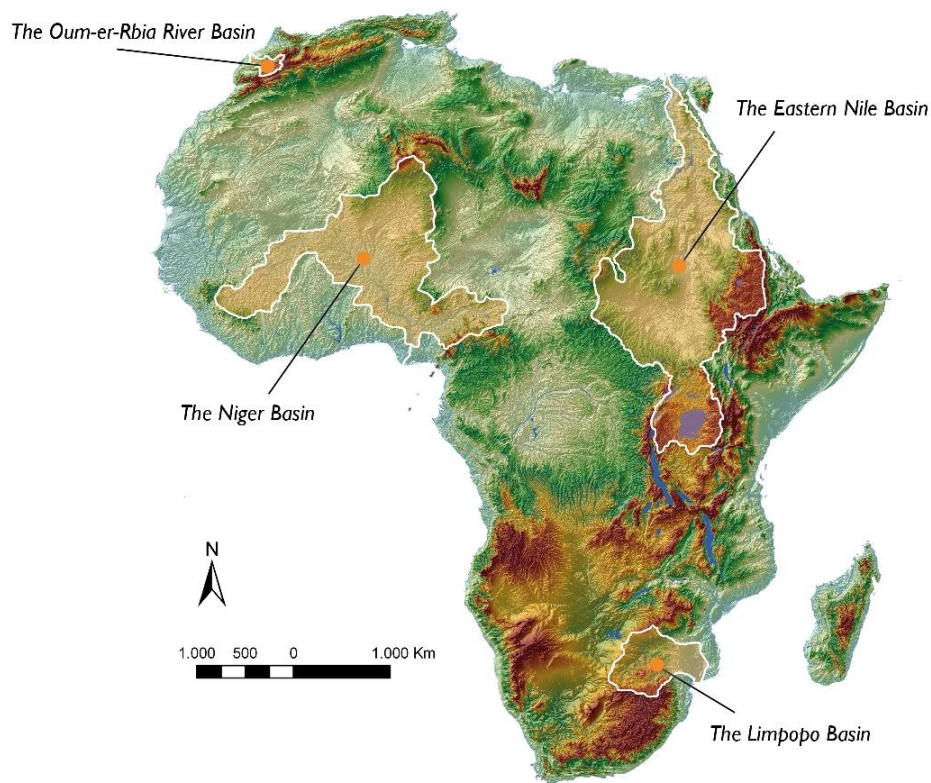 The Oum-er-Rbia River Basin
The Eastern Nile Basin
The Niger Basin
N
1.000 500 0 1.000 Km
The Limpopo Basin